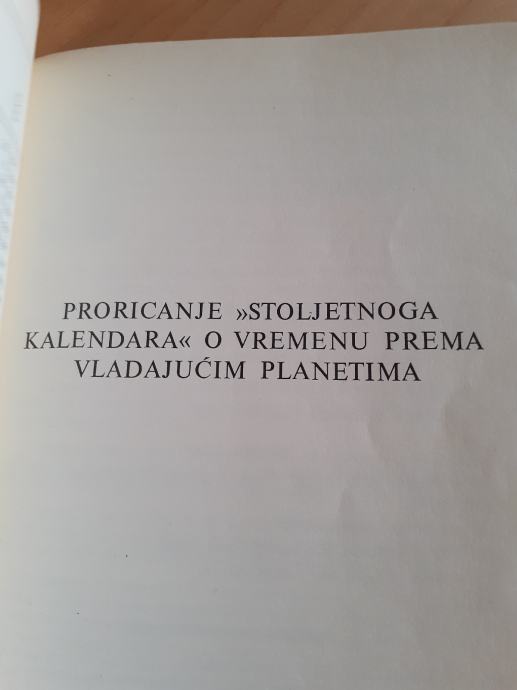 PRORICANJE »STOLJETNOGA
KALENDARA« O VREMENU PREMA
VLADAJUĆIM PLANETIMA